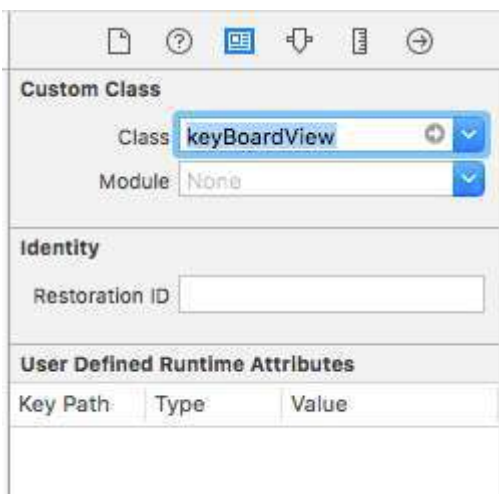 Custom Class
Class keyBoardView
Module None
Identity
Restoration ID
User Defined Runtime Attributes
Key Path Type Value